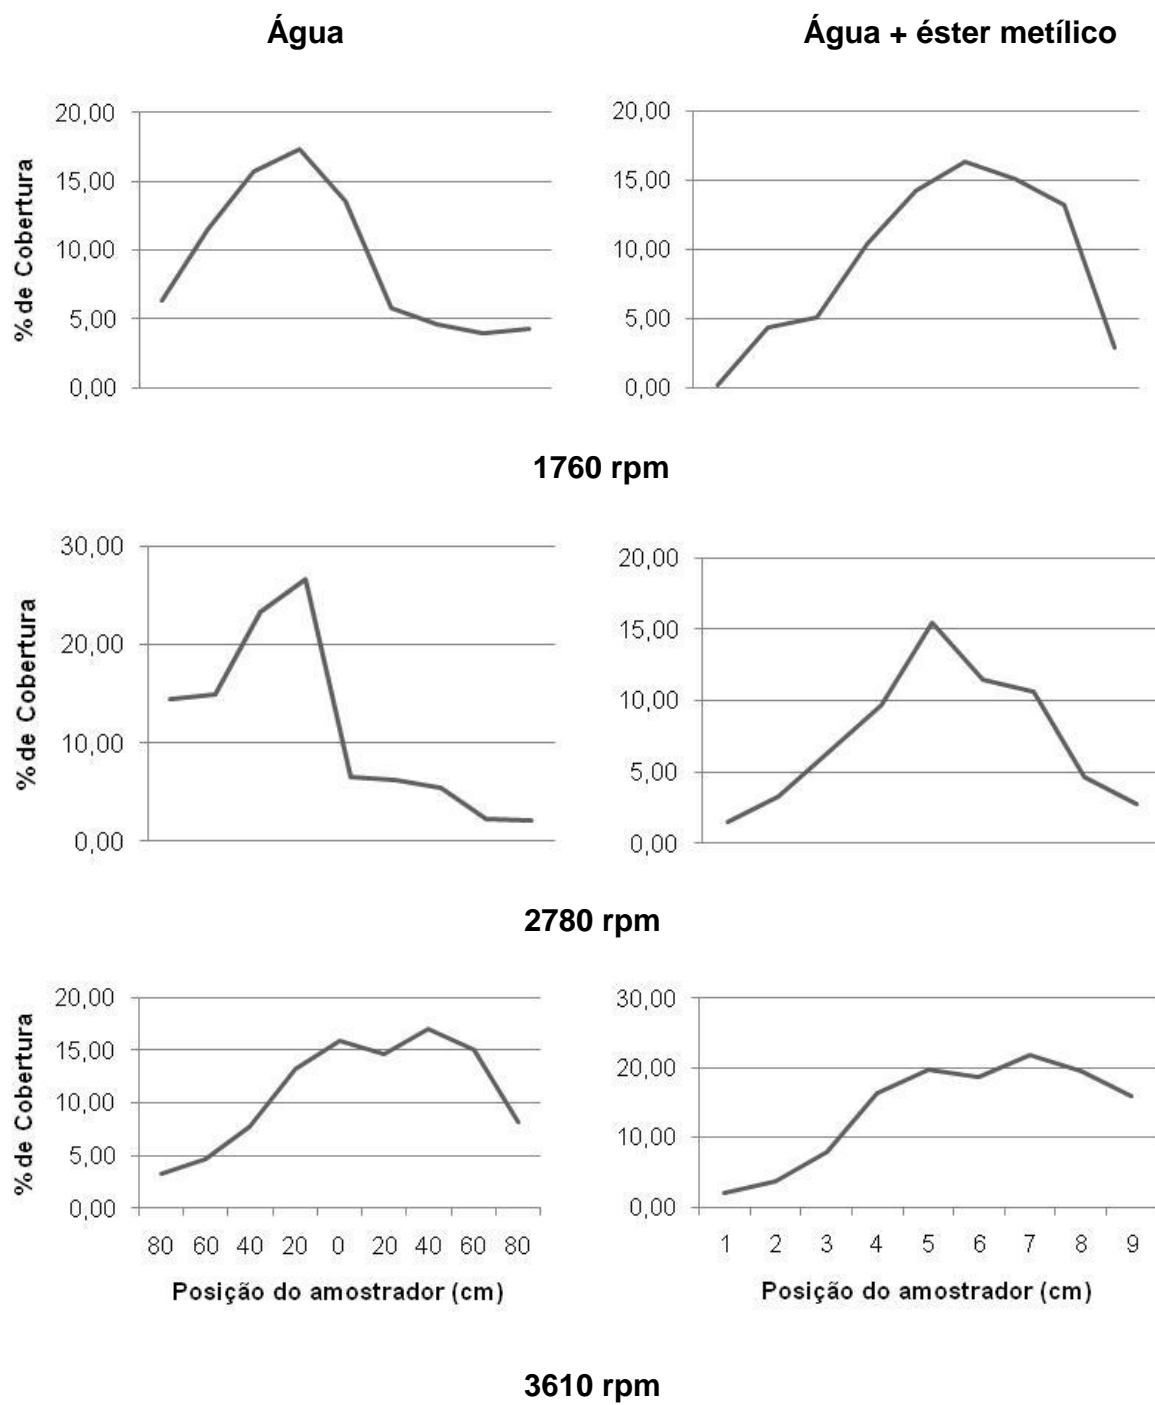 Água
Água + éster metílico
% de Cobertura
20,00
15,00
10,00
5,00
0,00
20,00
15,00
10,00
5,00
0,00
1760 rpm
% de Cobertura
30,00
20,00
10,00
0,00
20,00
15,00
10,00
5,00
0,00
2780 rpm
% de Cobertura
20,00
15,00
10,00
5,00
0,00
80 60 40 20 0 20 40 60 80
Posição do amostrador (cm)
30,00
20,00
10,00
0,00
1 2 3 4 5 6 7 8 9
Posição do amostrador (cm)
3610 rpm